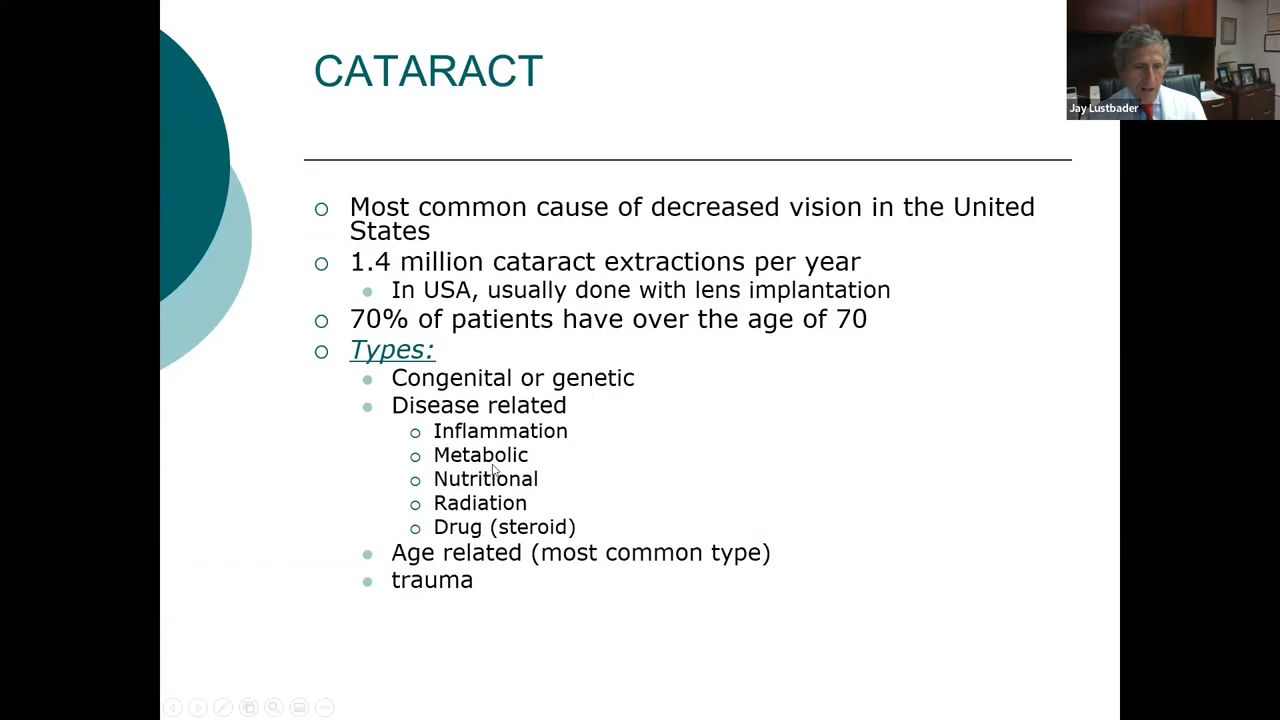 CATARACT
Jay Lustbader
Most common cause of decreased vision in the United
States
1.4 million cataract extractions per year
In USA, usually done with lens implantation
70% of patients have over the age of 70
Types:
Congenital or genetic
Disease related
Inflammation
Metabolic
Nutritional
Radiation
Drug (steroid)
Age related (most common type)
trauma